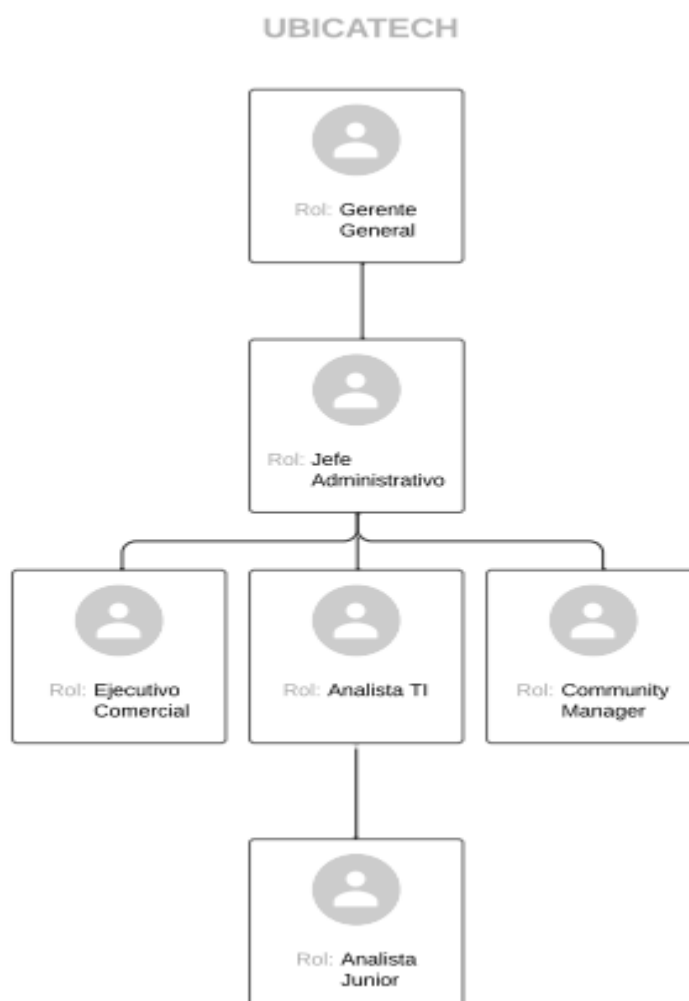 UBICATECH
Rol: Gerente
General
Rol: Jefe
Administrativo
Rol: Ejecutivo
Comercial
Rol: Analista TI
Rol: Community
Manager
Rol: Analista
Junior